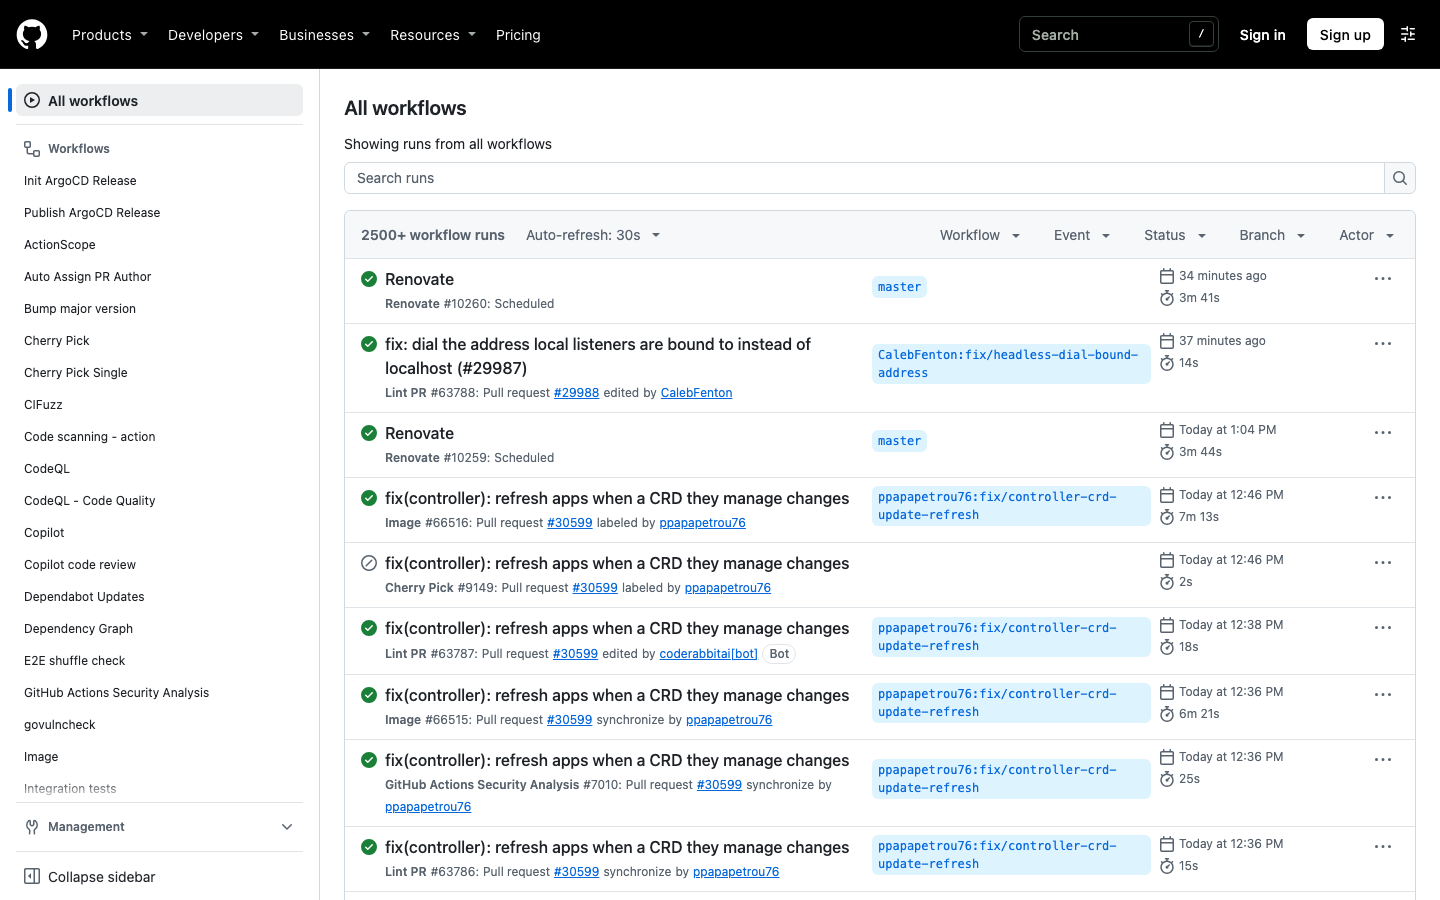 Products
Developers
Businesses
Resources
Pricing
Search
/
Sign in
Sign up
All workflows
Workflows
Init ArgoCD Release
Publish ArgoCD Release
ActionScope
Auto Assign PR Author
Bump major version
Cherry Pick
Cherry Pick Single
CIFuzz
Code scanning - action
CodeQL
CodeQL - Code Quality
Copilot
Copilot code review
Dependabot Updates
Dependency Graph
E2E shuffle check
GitHub Actions Security Analysis
govulncheck
Image
Integration tests
Management
Collapse sidebar
All workflows
Showing runs from all workflows
Search runs
2500+ workflow runs Auto-refresh: 30s Workflow Event Status Branch Actor
Renovate
Renovate #10260: Scheduled
master
34 minutes ago
3m 41s
fix: dial the address local listeners are bound to instead of
localhost (#29987)
Lint PR #63788: Pull request #29988 edited by CalebFenton
CalebFenton:fix/headless-dial-bound-
address
37 minutes ago
14s
Renovate
Renovate #10259: Scheduled
master
Today at 1:04 PM
3m 44s
fix(controller): refresh apps when a CRD they manage changes
Image #66516: Pull request #30599 labeled by ppapapetrou76
ppapapetrou76:fix/controller-crd-
update-refresh
Today at 12:46 PM
7m 13s
fix(controller): refresh apps when a CRD they manage changes
Cherry Pick #9149: Pull request #30599 labeled by ppapapetrou76
Today at 12:46 PM
2s
fix(controller): refresh apps when a CRD they manage changes
Lint PR #63787: Pull request #30599 edited by coderabbitai[bot] Bot
ppapapetrou76:fix/controller-crd-
update-refresh
Today at 12:38 PM
18s
fix(controller): refresh apps when a CRD they manage changes
Image #66515: Pull request #30599 synchronize by ppapapetrou76
ppapapetrou76:fix/controller-crd-
update-refresh
Today at 12:36 PM
6m 21s
fix(controller): refresh apps when a CRD they manage changes
GitHub Actions Security Analysis #7010: Pull request #30599 synchronize by
ppapapetrou76
ppapapetrou76:fix/controller-crd-
update-refresh
Today at 12:36 PM
25s
fix(controller): refresh apps when a CRD they manage changes
Lint PR #63786: Pull request #30599 synchronize by ppapapetrou76
ppapapetrou76:fix/controller-crd-
update-refresh
Today at 12:36 PM
15s